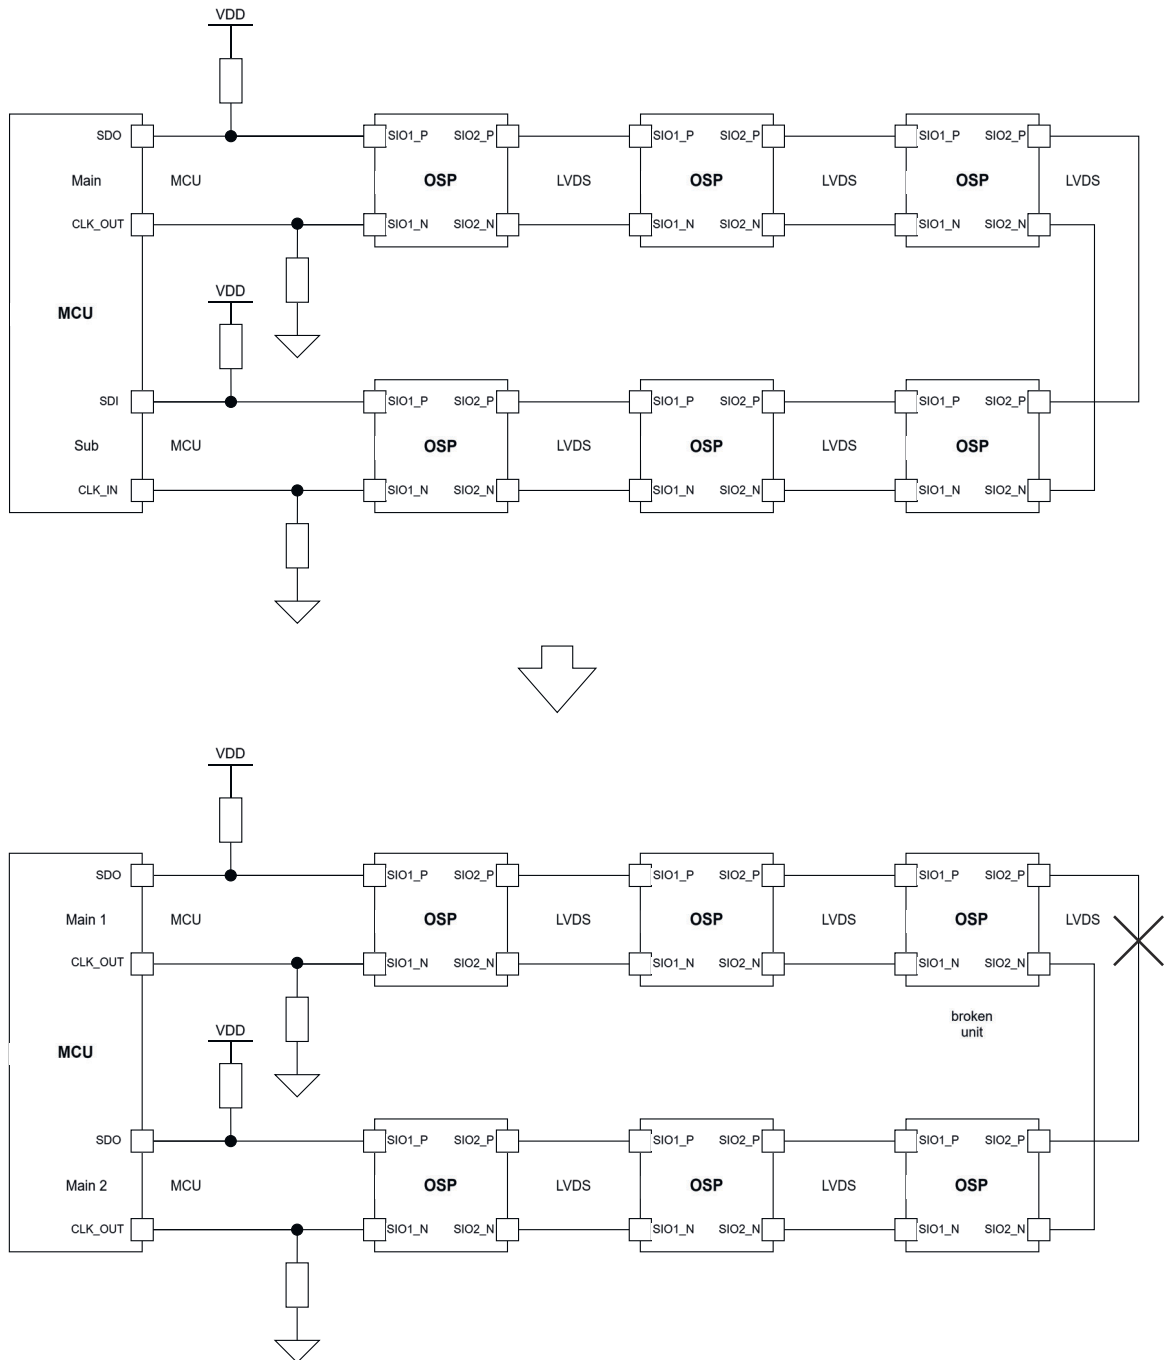 VDD
SDO SIO1_P SIO2_P SIO1_P SIO2_P SIO1_P SIO2_P
Main MCU OSP LVDS OSP LVDS OSP LVDS
CLK_OUT SIO1_N SIO2_N SIO1_N SIO2_N SIO1_N SIO2_N
VDD
MCU
SDI SIO1_P SIO2_P SIO1_P SIO2_P SIO1_P SIO2_P
Sub MCU OSP LVDS OSP LVDS OSP
CLK_IN SIO1_N SIO2_N SIO1_N SIO2_N SIO1_N SIO2_N
VDD
SDO SIO1_P SIO2_P SIO1_P SIO2_P SIO1_P SIO2_P
Main 1 MCU OSP LVDS OSP LVDS OSP LVDS
CLK_OUT SIO1_N SIO2_N SIO1_N SIO2_N SIO1_N SIO2_N
broken
unit
VDD
MCU
SDO SIO1_P SIO2_P SIO1_P SIO2_P SIO1_P SIO2_P
Main 2 MCU OSP LVDS OSP LVDS OSP
CLK_OUT SIO1_N SIO2_N SIO1_N SIO2_N SIO1_N SIO2_N